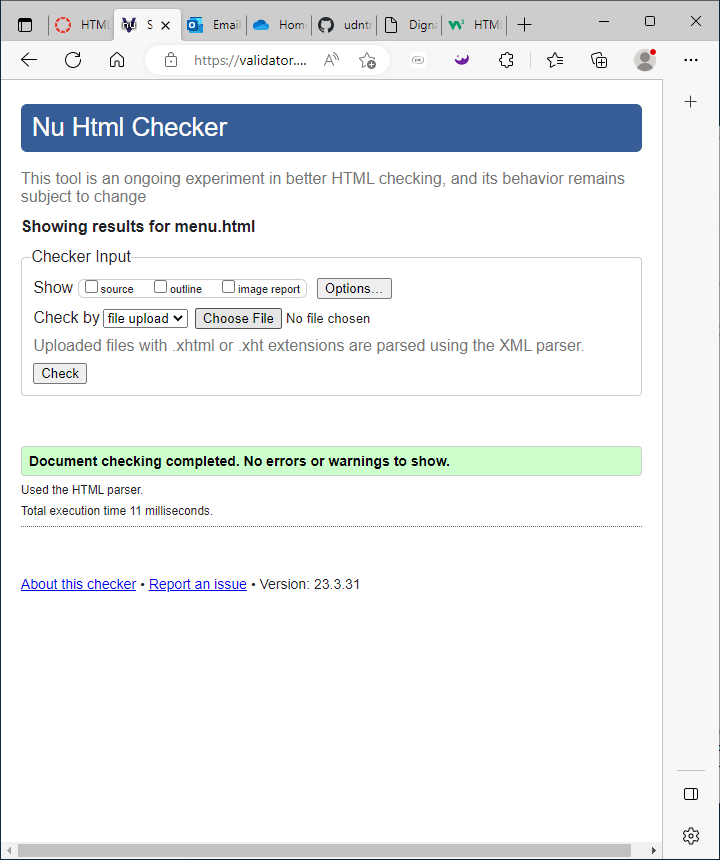 HTML
S
Email
Home
udntr
Digna
HTML
https://validator....
Nu Html Checker
This tool is an ongoing experiment in better HTML checking, and its behavior remains
subject to change
Showing results for menu.html
Checker Input
Show source outline image report Options...
Check by file upload Choose File No file chosen
Uploaded files with .xhtml or .xht extensions are parsed using the XML parser.
Check
Document checking completed. No errors or warnings to show.
Used the HTML parser.
Total execution time 11 milliseconds.
About this checker • Report an issue • Version: 23.3.31